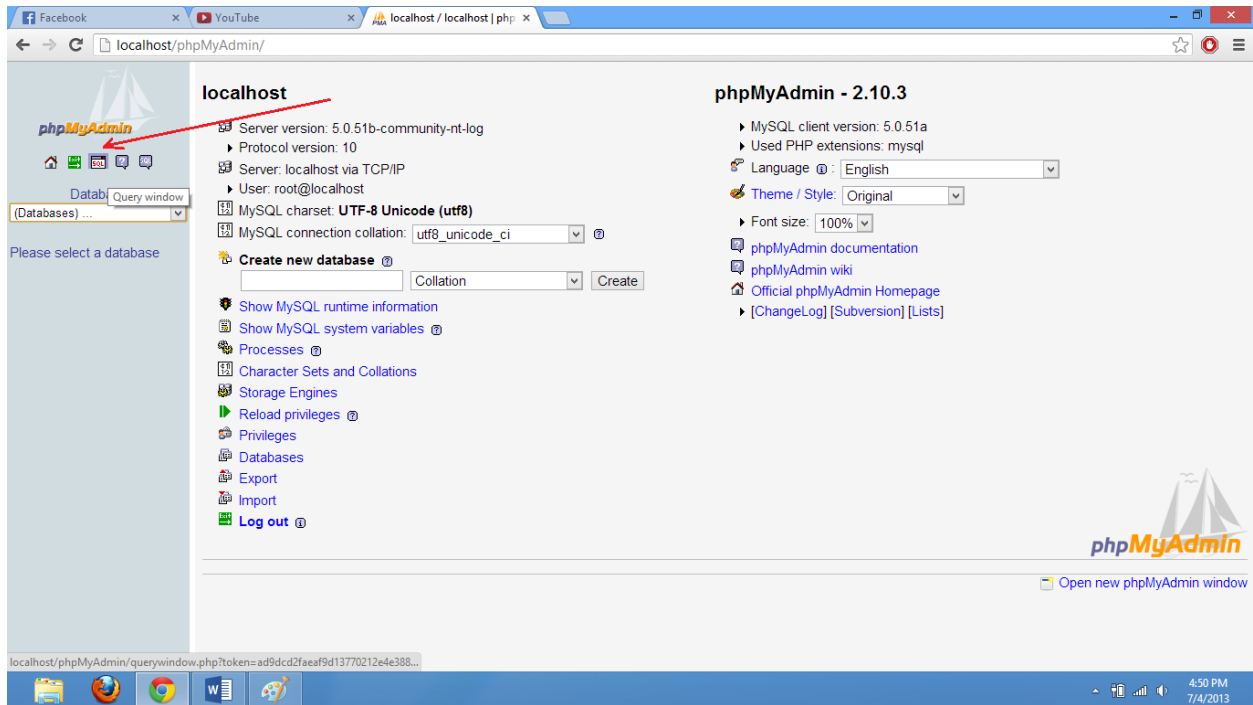 Facebook
YouTube
localhost / localhost | php
localhost/phpMyAdmin/
phpMyAdmin
SQL
Datab
Query window
(Databases) ...
Please select a database
localhost
Server version: 5.0.51b-community-nt-log
Protocol version: 10
Server: localhost via TCP/IP
User: root@localhost
MySQL charset: UTF-8 Unicode (utf8)
MySQL connection collation: utf8_unicode_ci
Create new database
Collation Create
Show MySQL runtime information
Show MySQL system variables
Processes
Character Sets and Collations
Storage Engines
Reload privileges
Privileges
Databases
Export
Import
Log out
phpMyAdmin - 2.10.3
MySQL client version: 5.0.51a
Used PHP extensions: mysql
Language : English
Theme / Style: Original
Font size: 100%
phpMyAdmin documentation
phpMyAdmin wiki
Official phpMyAdmin Homepage
[ChangeLog] [Subversion] [Lists]
phpMyAdmin
Open new phpMyAdmin window
localhost/phpMyAdmin/querywindow.php?token=ad9dcd2faeaf9d13770212e4e388...
4:50 PM
7/4/2013